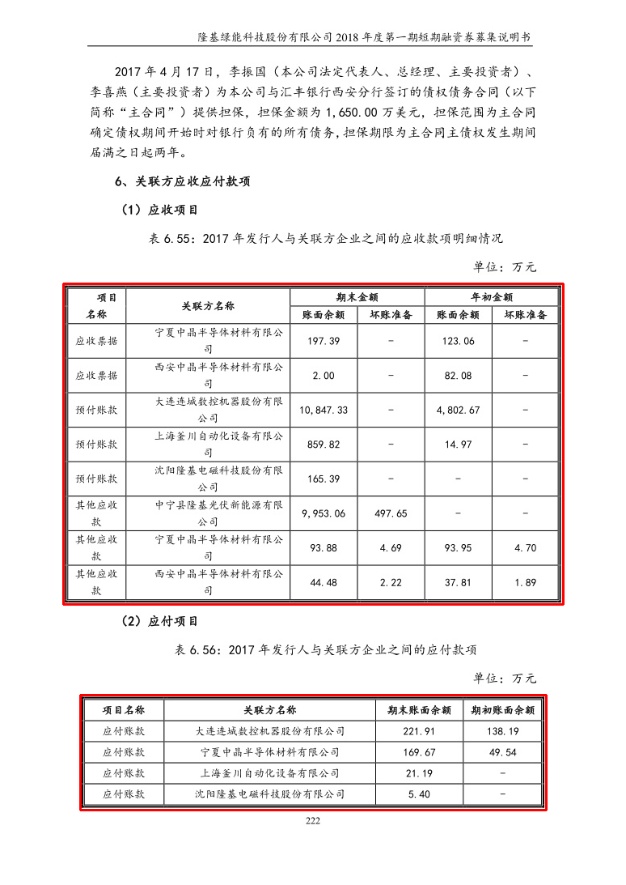 隆基绿能科技股份有限公司 2018 年度第一期短期融资券募集说明书
2017 年 4 月 17 日，李振国（本公司法定代表人、总经理、主要投资者）、
李喜燕（主要投资者）为本公司与汇丰银行西安分行签订的债权债务合同（以下
简称“主合同”）提供担保，担保金额为 1,650.00 万美元，担保范围为主合同
确定债权期间开始时对银行负有的所有债务,担保期限为主合同主债权发生期间
届满之日起两年。
6、关联方应收应付款项
（1）应收项目
表 6.55：2017 年发行人与关联方企业之间的应收款项明细情况
单位：万元
项目 关联方名称 期末金额 年初金额
名称 账面余额 坏账准备 账面余额 坏账准备
应收票据 宁夏中晶半导体材料有限公 197.39 - 123.06 -
司
应收票据 西安中晶半导体材料有限公 2.00 - 82.08 -
司
预付账款 大连连城数控机器股份有限 10,847.33 - 4,802.67 -
公司
预付账款 上海釜川自动化设备有限公 859.82 - 14.97 -
司
预付账款 沈阳隆基电磁科技股份有限 165.39 - - -
公司
其他应收 中宁县隆基光伏新能源有限 9,953.06 497.65 - -
款 公司
其他应收 宁夏中晶半导体材料有限公 93.88 4.69 93.95 4.70
款 司
其他应收 西安中晶半导体材料有限公 44.48 2.22 37.81 1.89
款 司
（2）应付项目
表 6.56：2017 年发行人与关联方企业之间的应付款项
单位：万元
项目名称 关联方名称 期末账面余额 期初账面余额
应付账款 大连连城数控机器股份有限公司 221.91 138.19
应付账款 宁夏中晶半导体材料有限公司 169.67 49.54
应付账款 上海釜川自动化设备有限公司 21.19 -
应付账款 沈阳隆基电磁科技股份有限公司 5.40 -
222